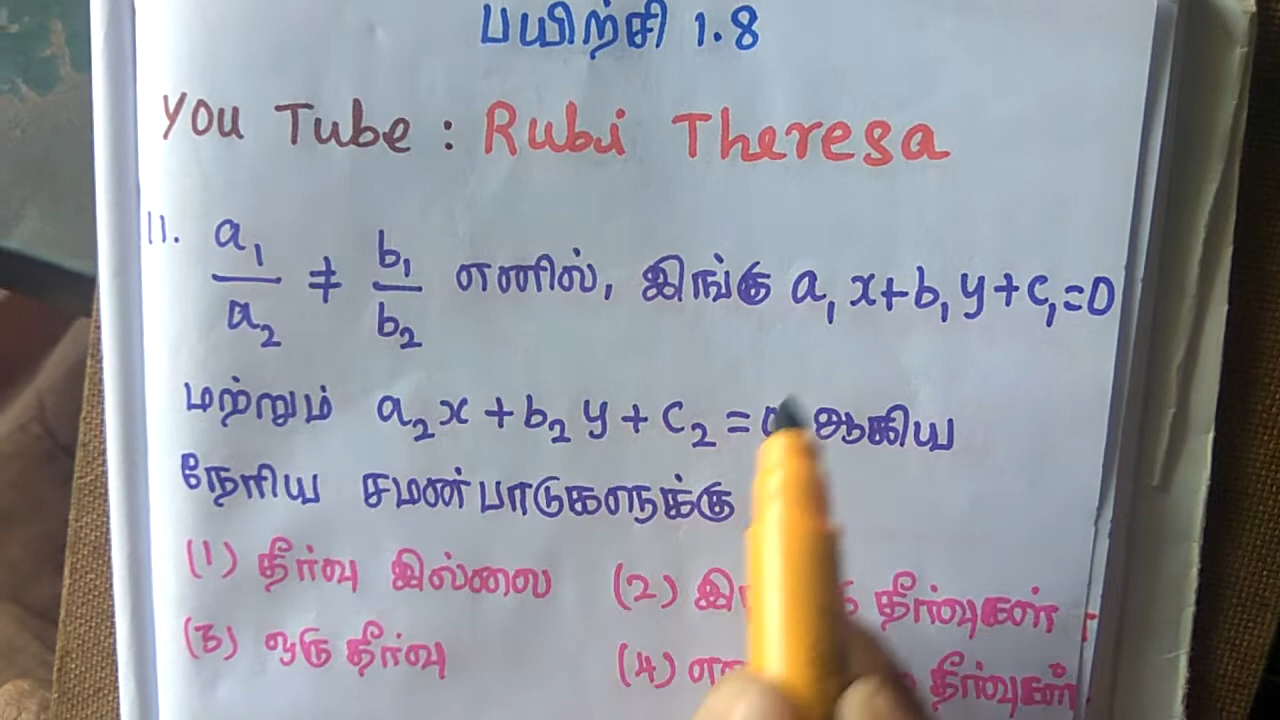 பயிற்சி 1.8
You Tube : Rubi Theresa
11. a₁/a₂ ≠ b₁/b₂ எனில், இங்கு a₁x+b₁y+c₁=0
மற்றும் a₂x+b₂y+c₂= ஆகிய
நேரிய சமன்பாடுகளுக்கு
(1) தீர்வு இல்லை (2) தீர்வுகள்
(3) ஒரு தீர்வு (4) தீர்வுகள்